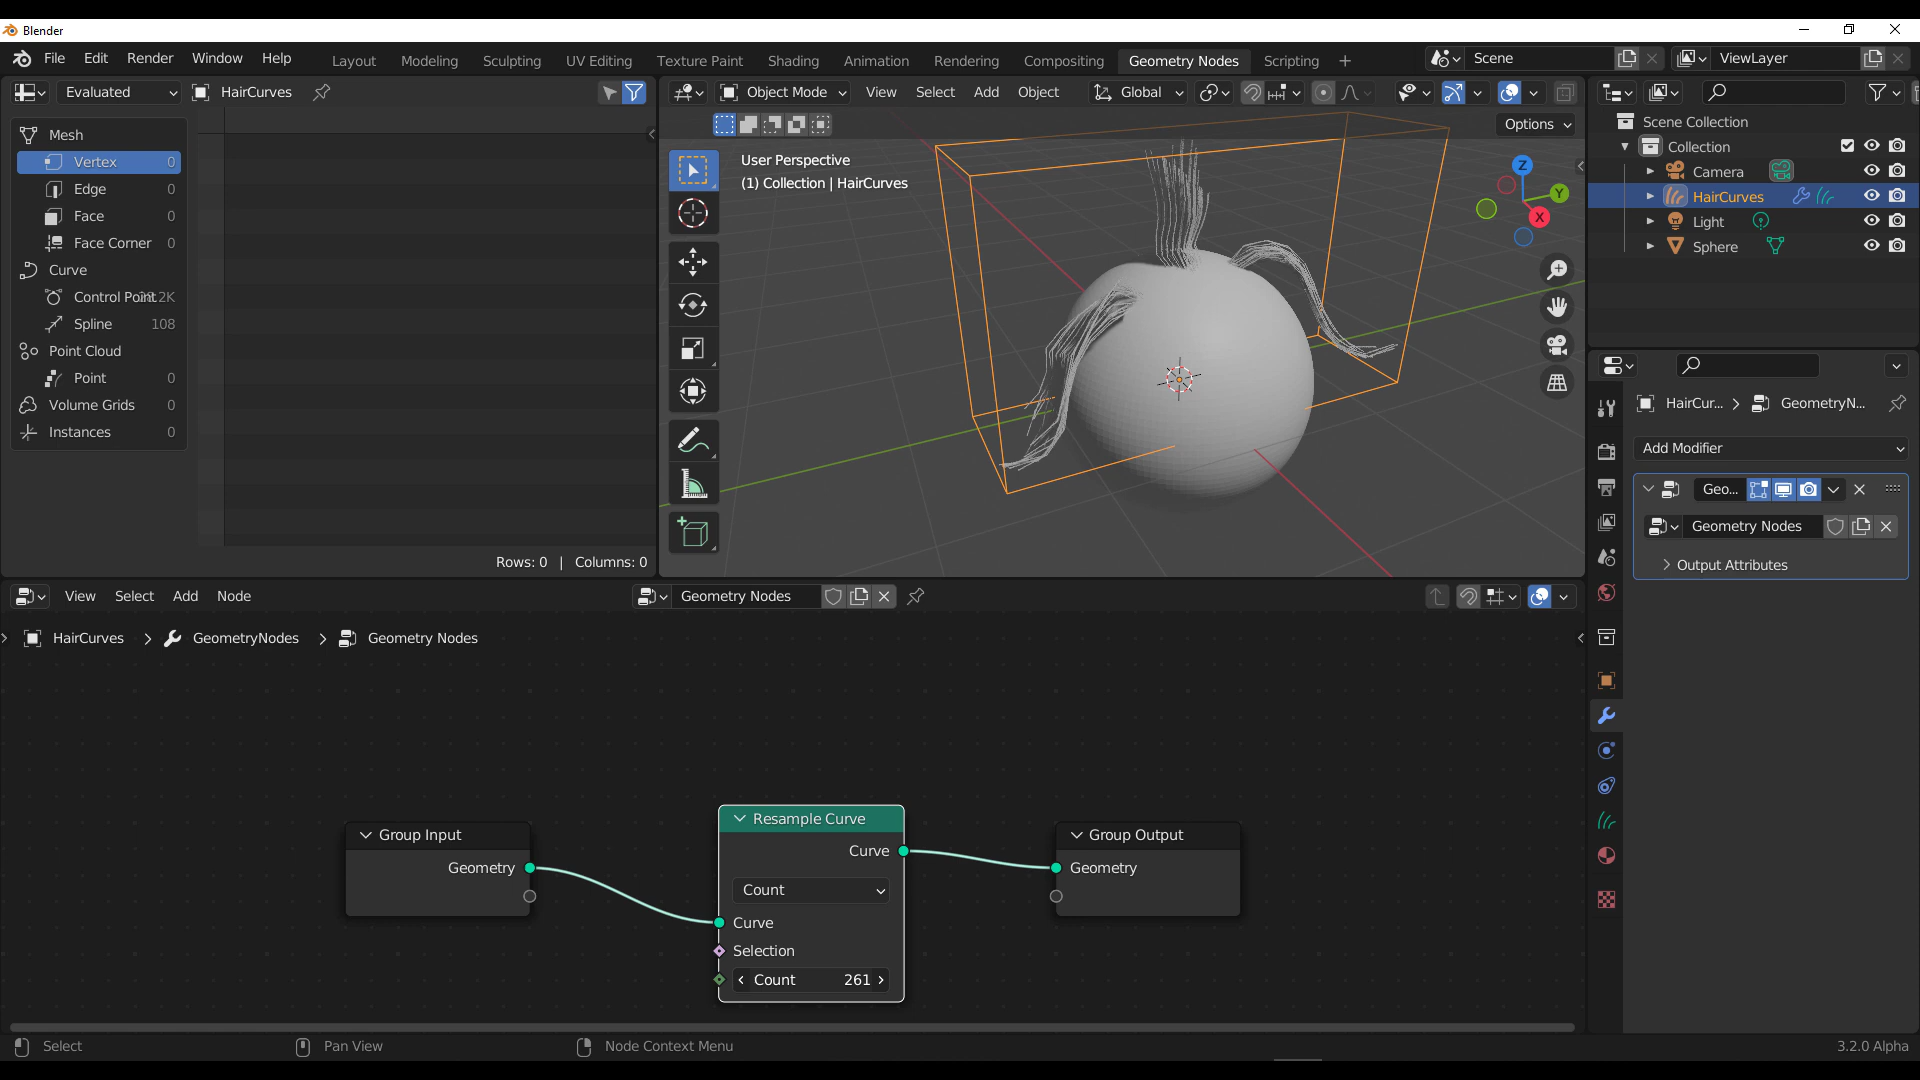 Blender
File Edit Render Window Help Layout Modeling Sculpting UV Editing Texture Paint Shading Animation Rendering Compositing Geometry Nodes Scripting Scene ViewLayer
Evaluated HairCurves
Mesh
Vertex 0
Edge 0
Face 0
Face Corner 0
Curve
Control Point
Spline 108
Point Cloud
Point 0
Volume Grids 0
Instances 0
Rows: 0 | Columns: 0
Object Mode View Select Add Object Global
Options
User Perspective
(1) Collection | HairCurves
Z
Y
X
Scene Collection
Collection
Camera
HairCurves
Light
Sphere
HairCur... GeometryN...
Add Modifier
Geo...
Geometry Nodes
Output Attributes
View Select Add Node Geometry Nodes
HairCurves GeometryNodes Geometry Nodes
Group Input
Geometry
Resample Curve
Curve
Count
Curve
Selection
Count 261
Group Output
Geometry
Select Pan View Node Context Menu 3.2.0 Alpha